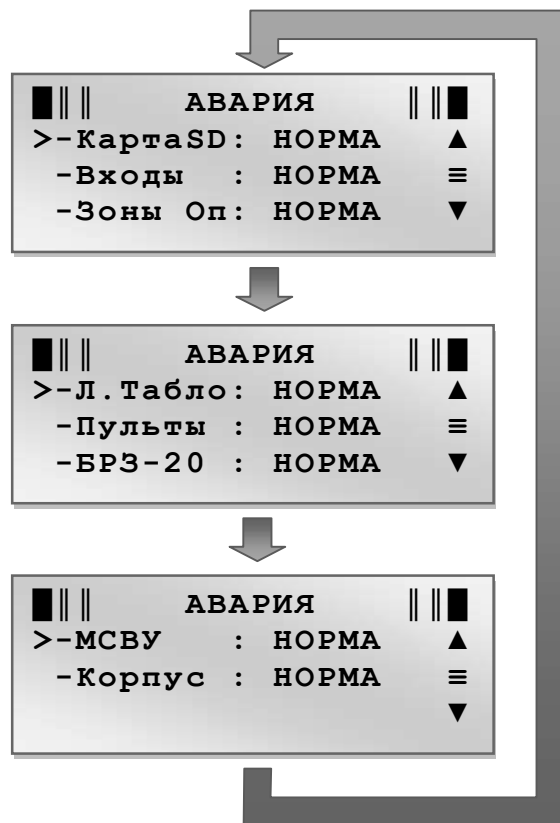 █║║ АВАРИЯ ║║█
>-КартаSD: НОРМА ▲
-Входы : НОРМА ≡
-Зоны Оп: НОРМА ▼
█║║ АВАРИЯ ║║█
>-Л.Табло: НОРМА ▲
-Пульты : НОРМА ≡
-БРЗ-20 : НОРМА ▼
█║║ АВАРИЯ ║║█
>-МСВУ : НОРМА ▲
-Корпус : НОРМА ≡
▼